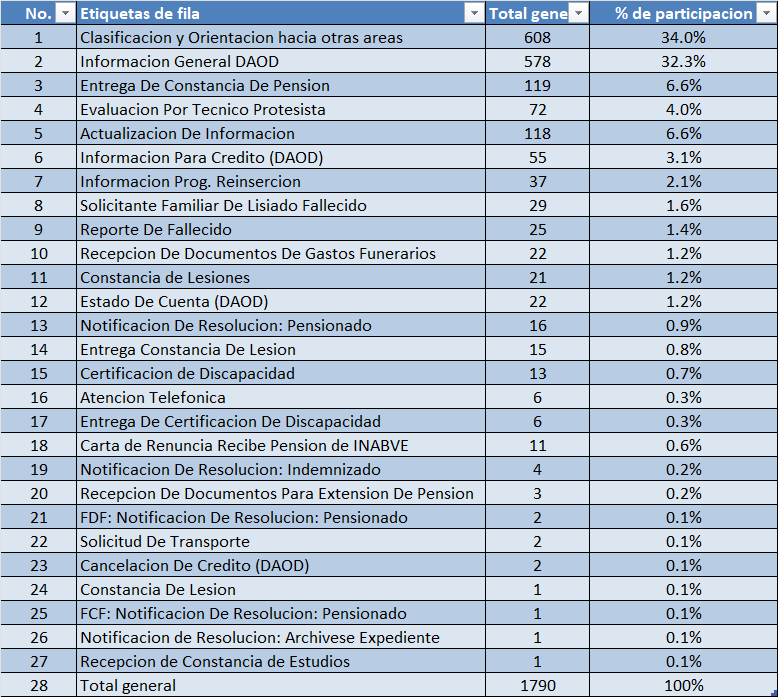 No. Etiquetas de fila Total gene % de participacion
1 Clasificacion y Orientacion hacia otras areas 608 34.0%
2 Informacion General DAOD 578 32.3%
3 Entrega De Constancia De Pension 119 6.6%
4 Evaluacion Por Tecnico Protesista 72 4.0%
5 Actualizacion De Informacion 118 6.6%
6 Informacion Para Credito (DAOD) 55 3.1%
7 Informacion Prog. Reinsercion 37 2.1%
8 Solicitante Familiar De Lisiado Fallecido 29 1.6%
9 Reporte De Fallecido 25 1.4%
10 Recepcion De Documentos De Gastos Funerarios 22 1.2%
11 Constancia de Lesiones 21 1.2%
12 Estado De Cuenta (DAOD) 22 1.2%
13 Notificacion De Resolucion: Pensionado 16 0.9%
14 Entrega Constancia De Lesion 15 0.8%
15 Certificacion de Discapacidad 13 0.7%
16 Atencion Telefonica 6 0.3%
17 Entrega De Certificacion De Discapacidad 6 0.3%
18 Carta de Renuncia Recibe Pension de INABVE 11 0.6%
19 Notificacion De Resolucion: Indemnizado 4 0.2%
20 Recepcion De Documentos Para Extension De Pension 3 0.2%
21 FDF: Notificacion De Resolucion: Pensionado 2 0.1%
22 Solicitud De Transporte 2 0.1%
23 Cancelacion De Credito (DAOD) 2 0.1%
24 Constancia De Lesion 1 0.1%
25 FCF: Notificacion De Resolucion: Pensionado 1 0.1%
26 Notificacion de Resolucion: Archivese Expediente 1 0.1%
27 Recepcion de Constancia de Estudios 1 0.1%
28 Total general 1790 100%